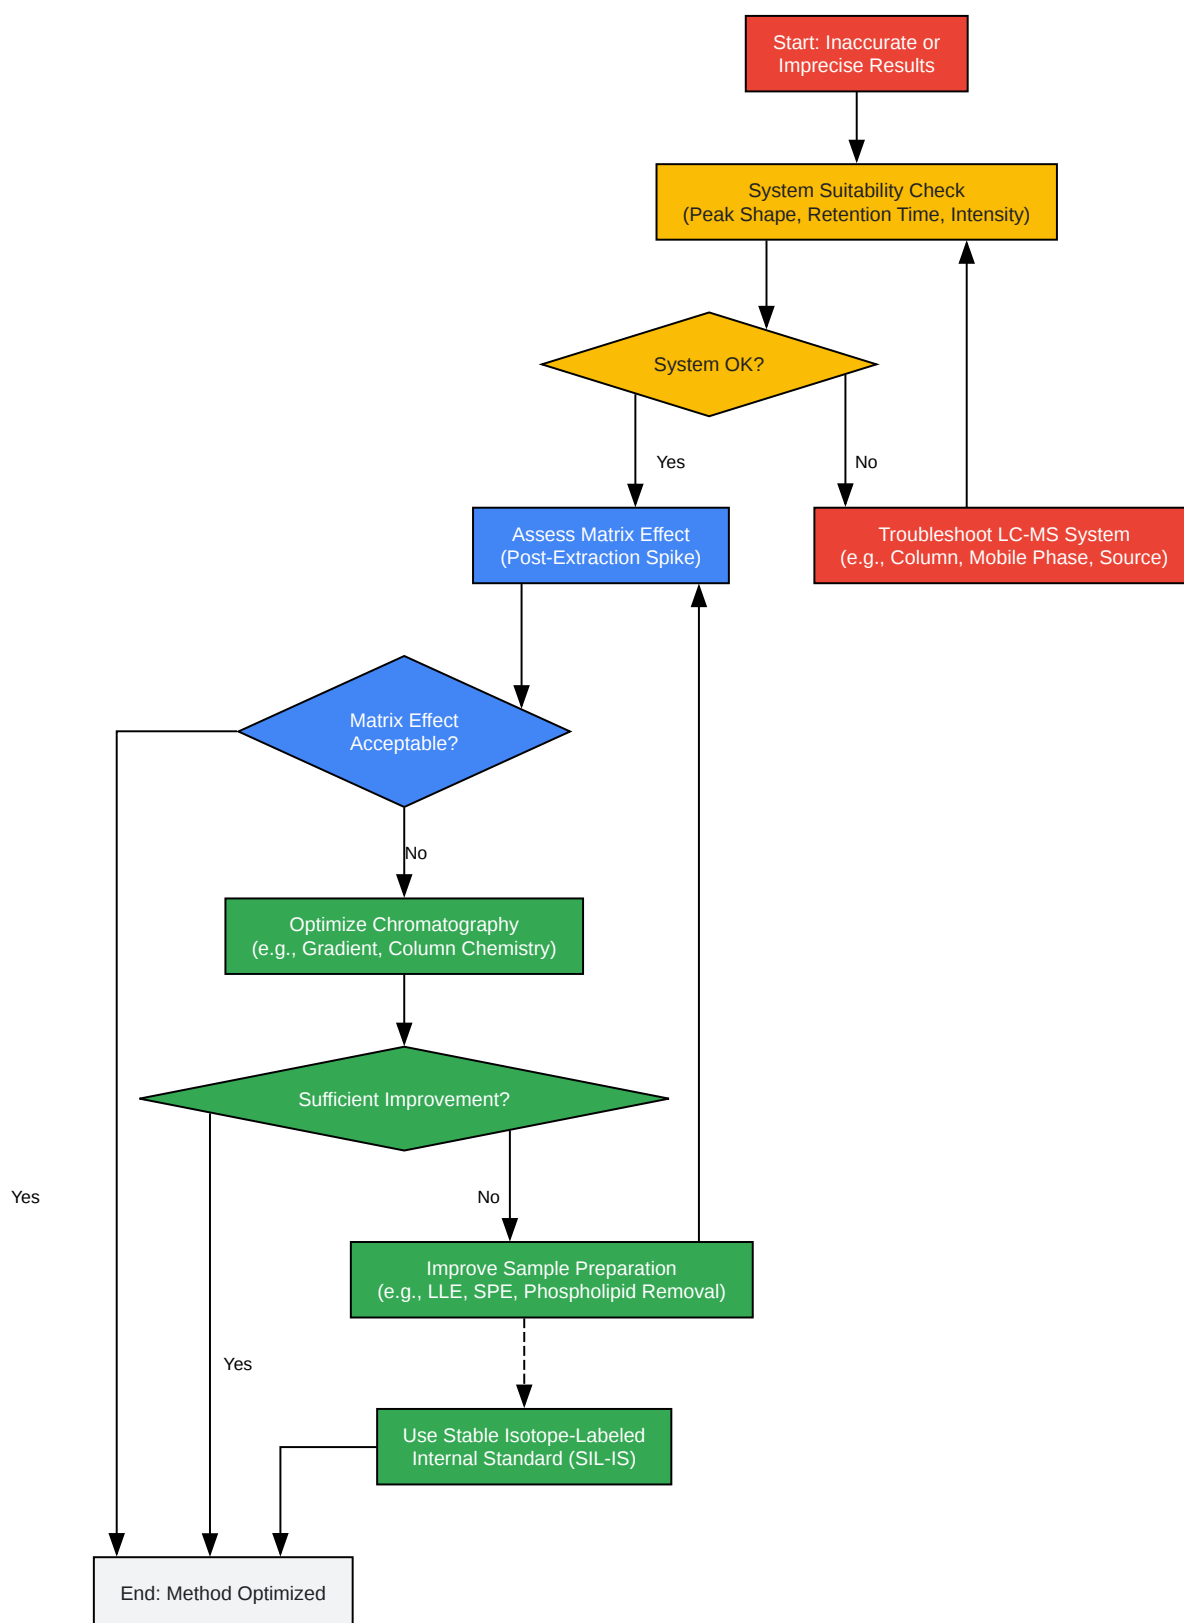 Start: Inaccurate or
Imprecise Results
System Suitability Check
(Peak Shape, Retention Time, Intensity)
System OK?
Yes
No
Assess Matrix Effect
(Post-Extraction Spike)
Troubleshoot LC-MS System
(e.g., Column, Mobile Phase, Source)
Matrix Effect
Acceptable?
No
Optimize Chromatography
(e.g., Gradient, Column Chemistry)
Sufficient Improvement?
Yes
No
Improve Sample Preparation
(e.g., LLE, SPE, Phospholipid Removal)
Yes
Use Stable Isotope-Labeled
Internal Standard (SIL-IS)
End: Method Optimized